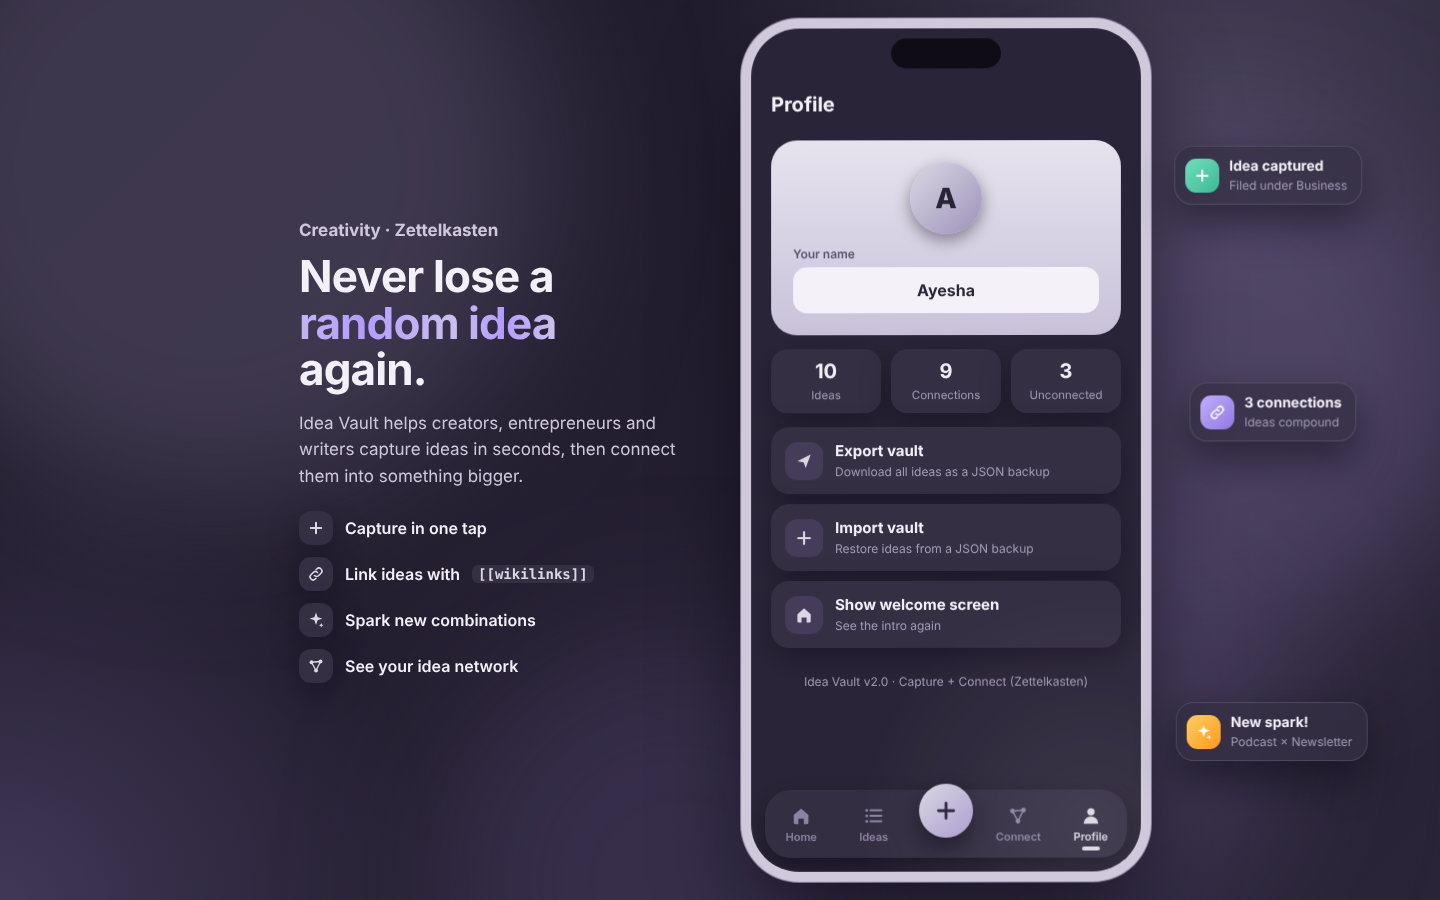 Creativity · Zettelkasten
Never lose a
random idea
again.
Idea Vault helps creators, entrepreneurs and
writers capture ideas in seconds, then connect
them into something bigger.
Capture in one tap
Link ideas with [[wikilinks]]
Spark new combinations
See your idea network
Profile
A
Your name
Ayesha
10
Ideas
9
Connections
3
Unconnected
Export vault
Download all ideas as a JSON backup
Import vault
Restore ideas from a JSON backup
Show welcome screen
See the intro again
Idea Vault v2.0 · Capture + Connect (Zettelkasten)
Home
Ideas
Connect
Profile
Idea captured
Filed under Business
3 connections
Ideas compound
New spark!
Podcast × Newsletter